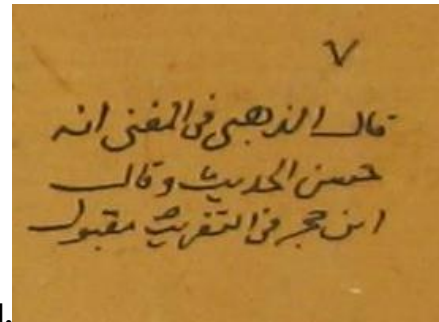 ٧
قال الذهبي في المغني انه
حسن الحديث وقال
ابن حجر في التقريب مقبول